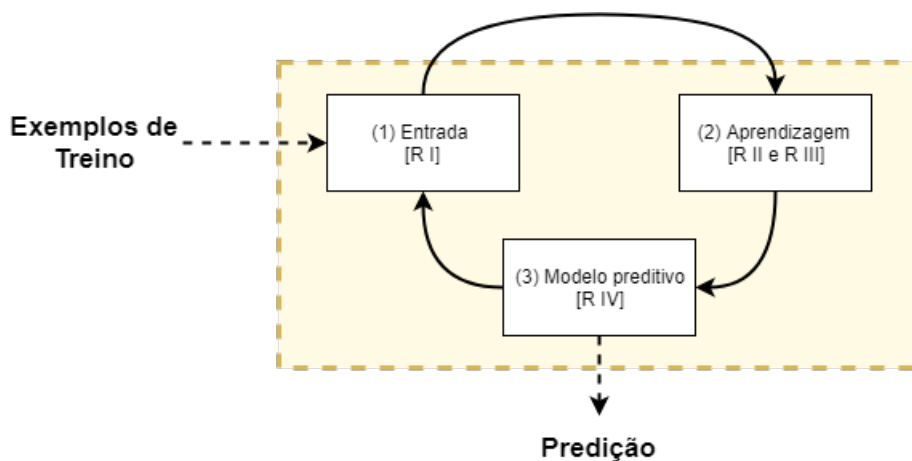 Exemplos de
Treino
(1) Entrada
[R I]
(2) Aprendizagem
[R II e R III]
(3) Modelo preditivo
[R IV]
Predição